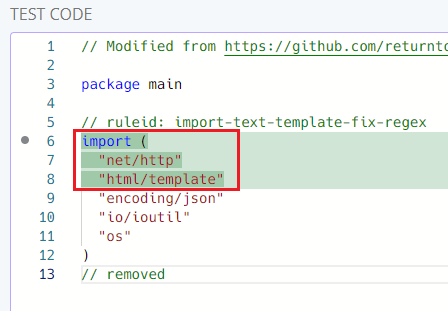 TEST CODE
1 // Modified from https://github.com/returnto
2
3 package main
4
5 // ruleid: import-text-template-fix-regex
6 import (
7 "net/http"
8 "html/template"
9 "encoding/json"
10 "io/ioutil"
11 "os"
12 )
13 // removed